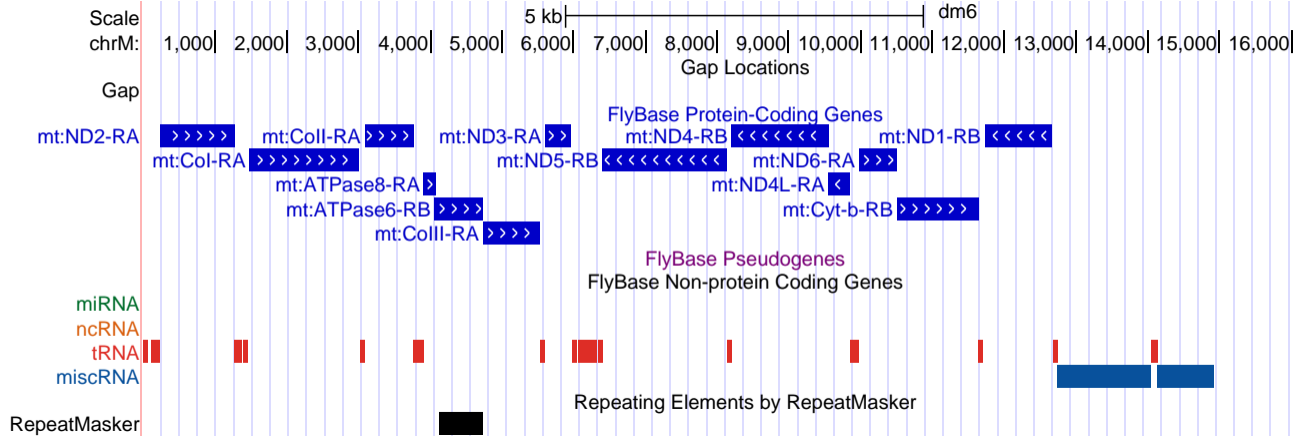 Scale 5 kb dm6
chrM: 1,000 2,000 3,000 4,000 5,000 6,000 7,000 8,000 9,000 10,000 11,000 12,000 13,000 14,000 15,000 16,000
Gap Locations
Gap
FlyBase Protein-Coding Genes
mt:ND2-RA mt:CoII-RA mt:ND3-RA mt:ND4-RB mt:ND1-RB
mt:CoI-RA mt:ND5-RB mt:ND6-RA
mt:ATPase8-RA mt:ND4L-RA
mt:ATPase6-RB mt:Cyt-b-RB
mt:CoIII-RA
FlyBase Pseudogenes
FlyBase Non-protein Coding Genes
miRNA
ncRNA
tRNA
miscRNA
Repeating Elements by RepeatMasker
RepeatMasker